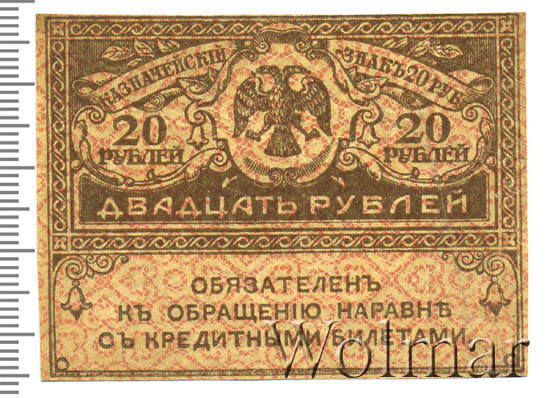 КАЗНАЧЕЙСКІЙ ЗНАКЪ 20 РУБ.
20 РУБЛЕЙ
20 РУБЛЕЙ
ДВАДЦАТЬ РУБЛЕЙ
ОБЯЗАТЕЛЕНЪ
КЪ ОБРАЩЕНІЮ НАРАВНѢ
СЪ КРЕДИТНЫМИ БИЛЕТАМИ.
Wolmar